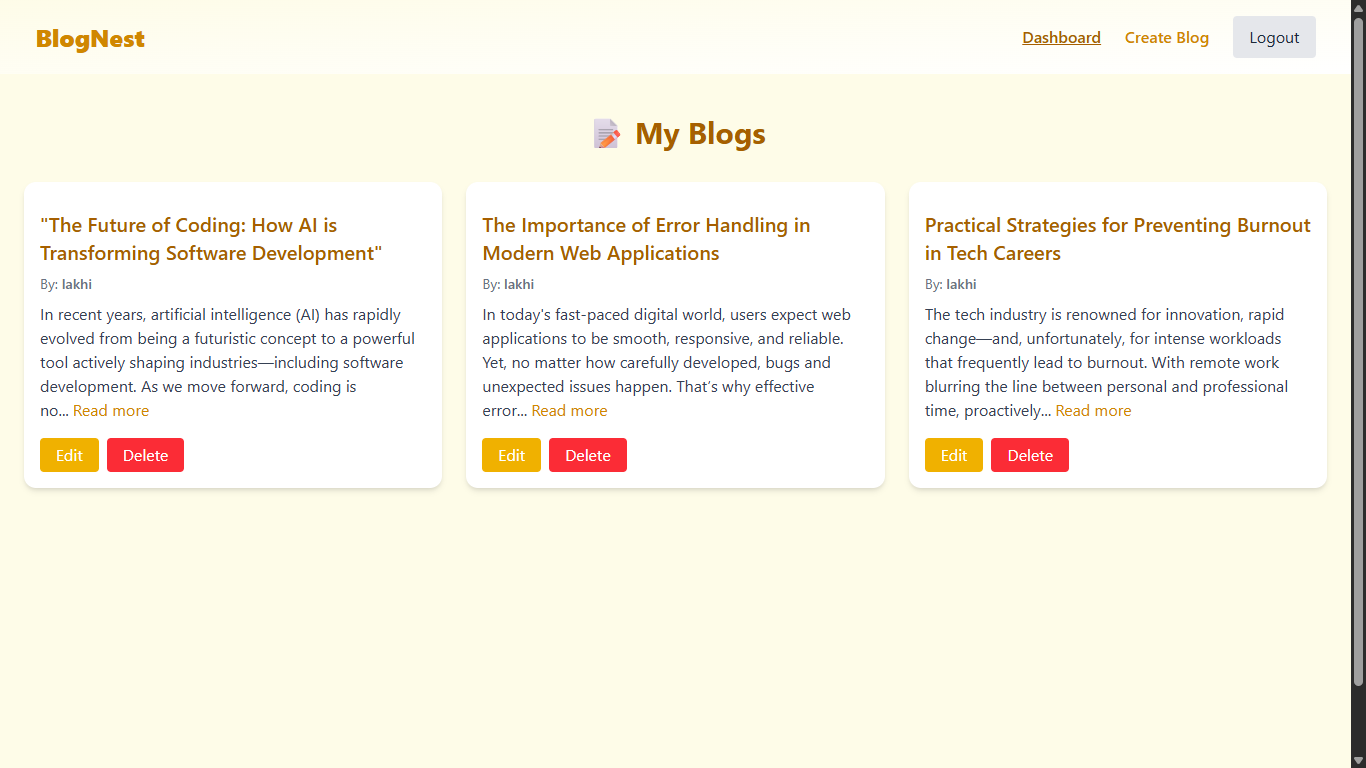 BlogNest
Dashboard
Create Blog
Logout
My Blogs
"The Future of Coding: How AI is
Transforming Software Development"
By: lakhi
In recent years, artificial intelligence (AI) has rapidly
evolved from being a futuristic concept to a powerful
tool actively shaping industries—including software
development. As we move forward, coding is
no... Read more
Edit
Delete
The Importance of Error Handling in
Modern Web Applications
By: lakhi
In today's fast-paced digital world, users expect web
applications to be smooth, responsive, and reliable.
Yet, no matter how carefully developed, bugs and
unexpected issues happen. That’s why effective
error... Read more
Edit
Delete
Practical Strategies for Preventing Burnout
in Tech Careers
By: lakhi
The tech industry is renowned for innovation, rapid
change—and, unfortunately, for intense workloads
that frequently lead to burnout. With remote work
blurring the line between personal and professional
time, proactively... Read more
Edit
Delete